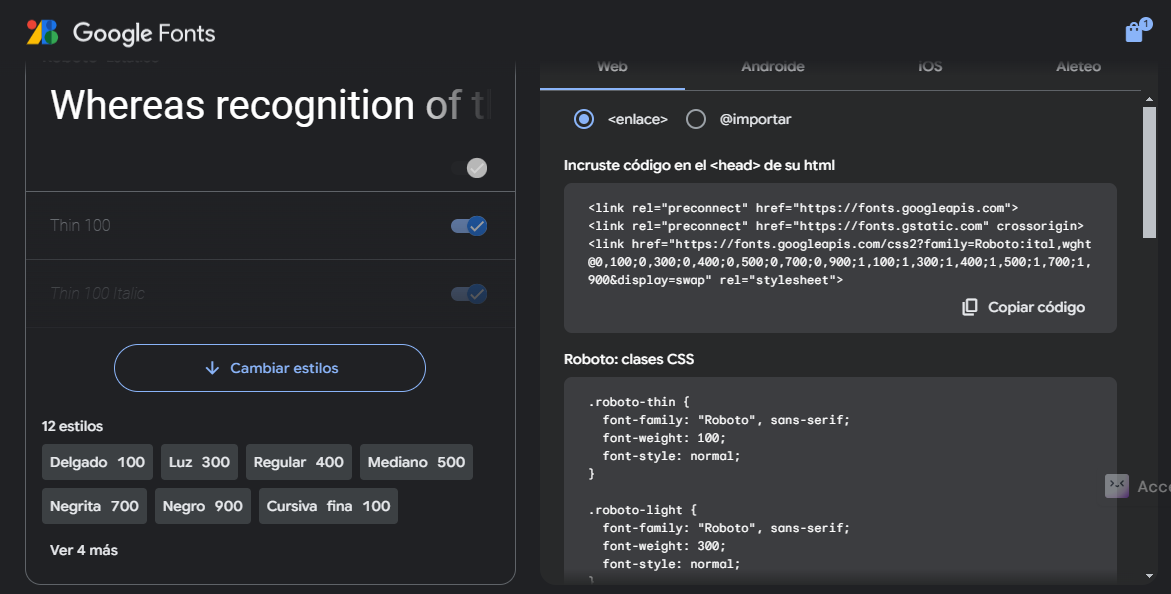 Google Fonts
1
Whereas recognition of t
Thin 100
Thin 100 Italic
Cambiar estilos
12 estilos
Delgado 100
Luz 300
Regular 400
Mediano 500
Negrita 700
Negro 900
Cursiva fina 100
Ver 4 más
Web
Androide
iOS
Aleteo
<enlace>
@importar
Incruste código en el <head> de su html
<link rel="preconnect" href="https://fonts.googleapis.com">
<link rel="preconnect" href="https://fonts.gstatic.com" crossorigin>
<link href="https://fonts.googleapis.com/css2?family=Roboto:ital,wght
@0,100;0,300;0,400;0,500;0,700;0,900;1,100;1,300;1,400;1,500;1,700;1,
900&display=swap" rel="stylesheet">
Copiar código
Roboto: clases CSS
.roboto-thin {
font-family: "Roboto", sans-serif;
font-weight: 100;
font-style: normal;
}
.roboto-light {
font-family: "Roboto", sans-serif;
font-weight: 300;
font-style: normal;
}
Acce